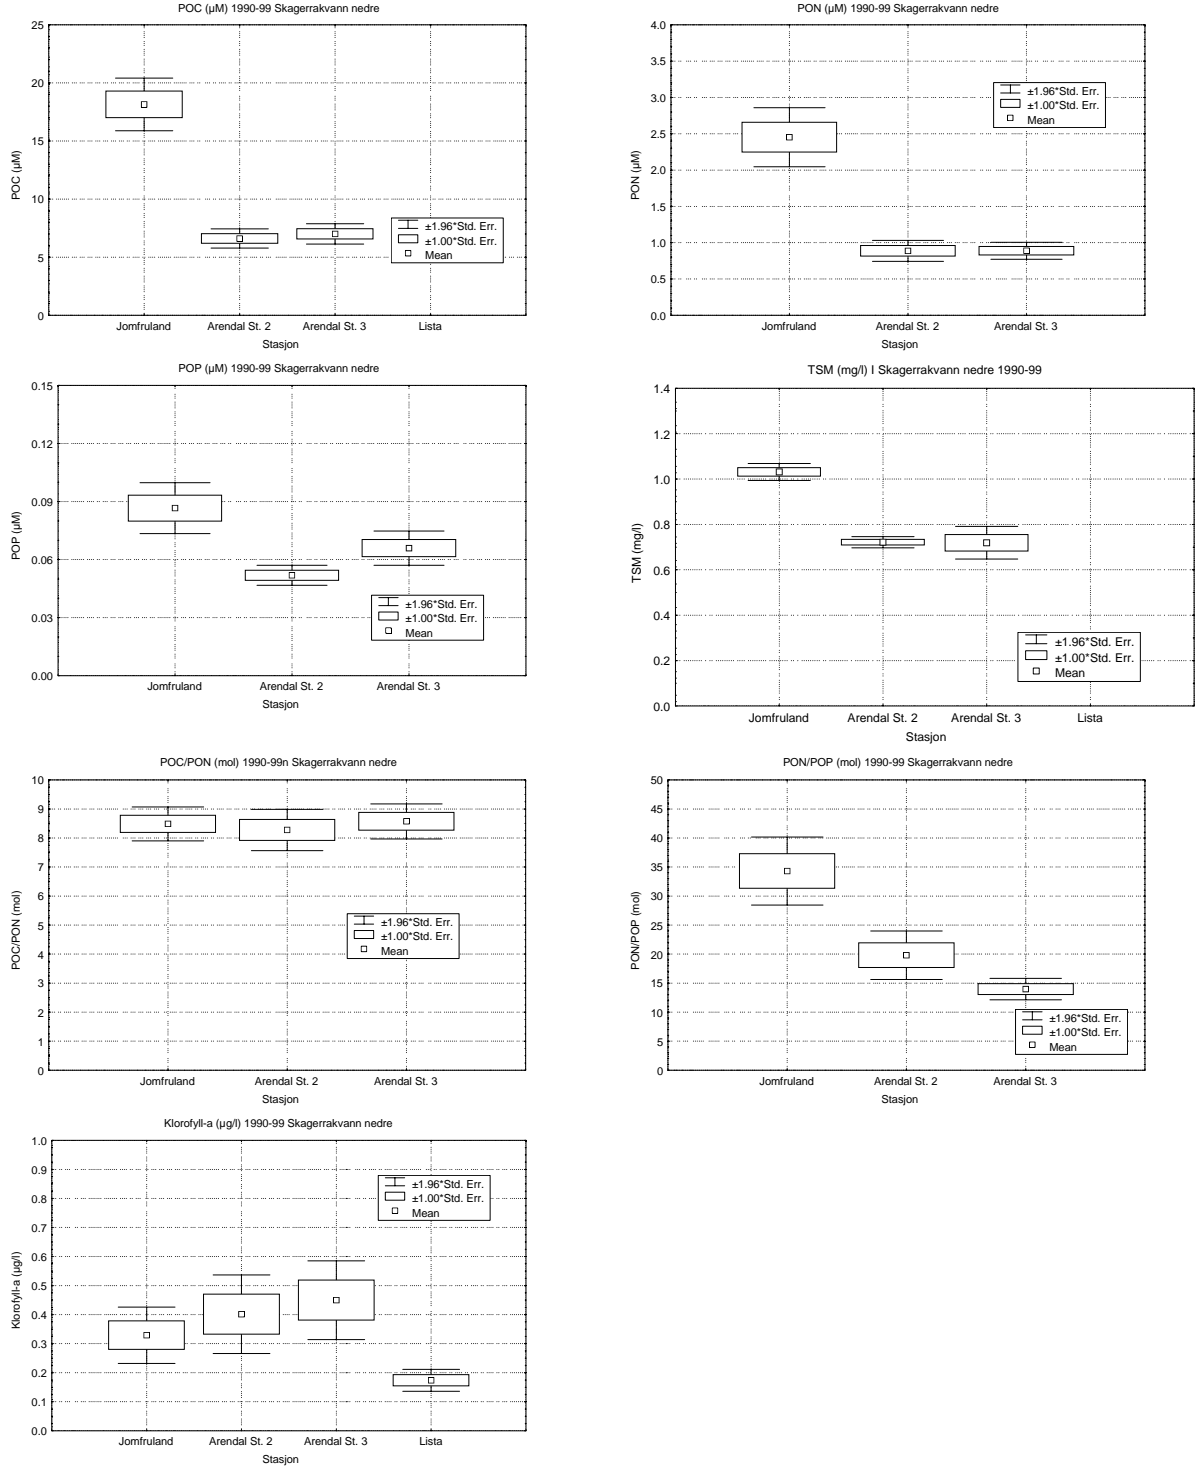 POC (µM) 1990-99 Skagerrakvann nedre
25
20
15
10
5
0
POC (µM)
±1.96*Std. Err.
±1.00*Std. Err.
Mean
Jomfruland Arendal St. 2 Arendal St. 3 Lista
Stasjon
PON (µM) 1990-99 Skagerrakvann nedre
4.0
3.5
3.0
2.5
2.0
1.5
1.0
0.5
0.0
PON (µM)
±1.96*Std. Err.
±1.00*Std. Err.
Mean
Jomfruland Arendal St. 2 Arendal St. 3
Stasjon
POP (µM) 1990-99 Skagerrakvann nedre
0.15
0.12
0.09
0.06
0.03
0.00
POP (µM)
±1.96*Std. Err.
±1.00*Std. Err.
Mean
Jomfruland Arendal St. 2 Arendal St. 3
Stasjon
TSM (mg/l) I Skagerrakvann nedre 1990-99
1.4
1.2
1.0
0.8
0.6
0.4
0.2
0.0
TSM (mg/l)
±1.96*Std. Err.
±1.00*Std. Err.
Mean
Jomfruland Arendal St. 2 Arendal St. 3 Lista
Stasjon
POC/PON (mol) 1990-99n Skagerrakvann nedre
10
9
8
7
6
5
4
3
2
1
0
POC/PON (mol)
±1.96*Std. Err.
±1.00*Std. Err.
Mean
Jomfruland Arendal St. 2 Arendal St. 3
Stasjon
PON/POP (mol) 1990-99 Skagerrakvann nedre
50
45
40
35
30
25
20
15
10
5
0
PON/POP (mol)
±1.96*Std. Err.
±1.00*Std. Err.
Mean
Jomfruland Arendal St. 2 Arendal St. 3
Stasjon
Klorofyll-a (µg/l) 1990-99 Skagerrakvann nedre
1.0
0.9
0.8
0.7
0.6
0.5
0.4
0.3
0.2
0.1
0.0
Klorofyll-a (µg/l)
±1.96*Std. Err.
±1.00*Std. Err.
Mean
Jomfruland Arendal St. 2 Arendal St. 3 Lista
Stasjon